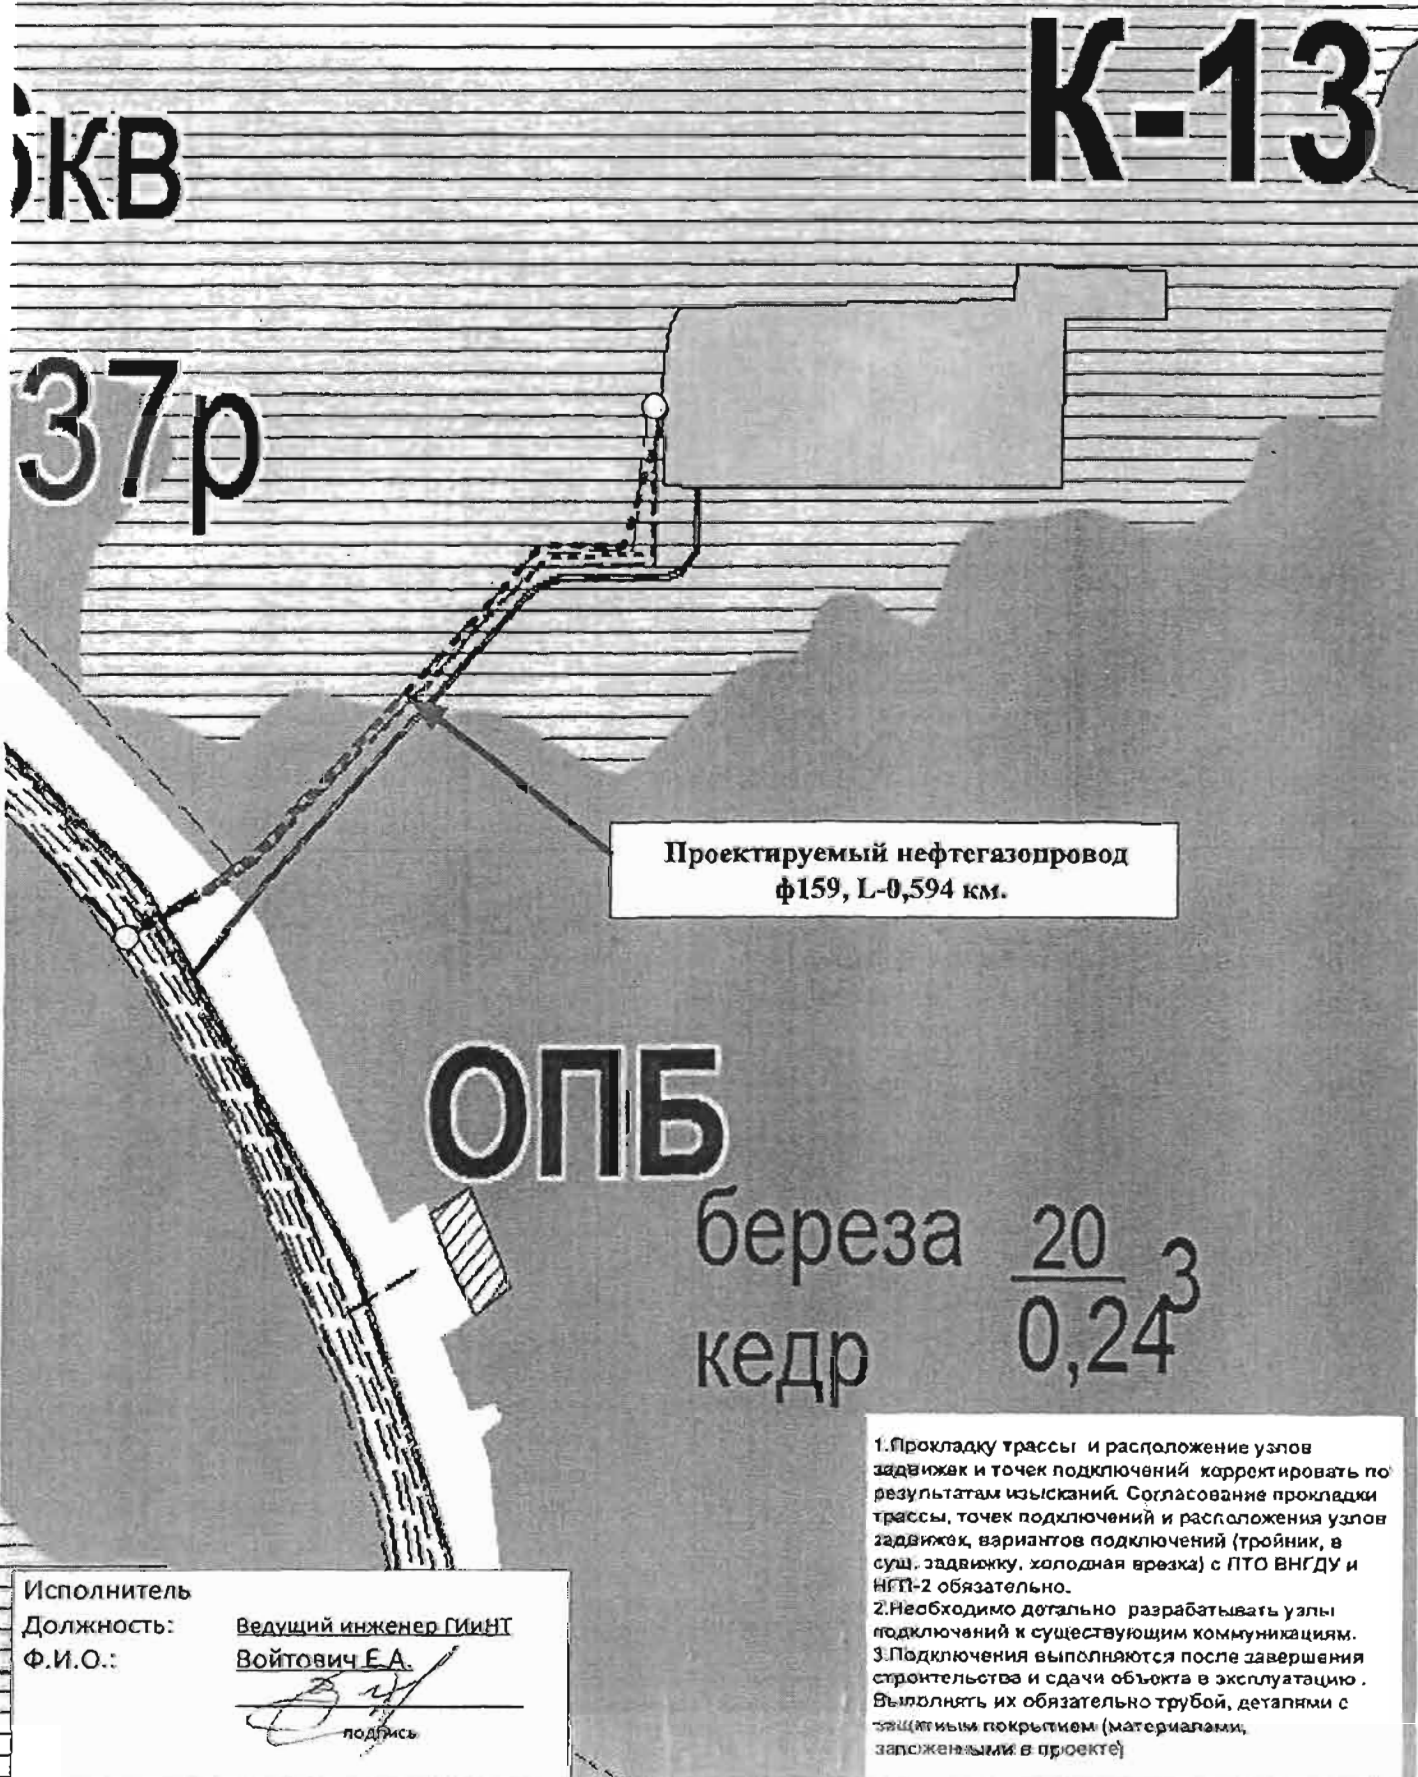 К-13
кв
37р
Проектируемый нефтегазопровод
ф159, L-0,594 км.
ОПБ
береза 20 3
кедр 0,24
1.Прокладку трассы и расположение узлов
задвижек и точек подключений корректировать по
результатам изысканий. Согласование прокладки
трассы, точек подключений и расположения узлов
задвижек, вариантов подключений (тройник, в
сущ. задвижку, холодная врезка) с ПТО ВНГДУ и
НГП-2 обязательно.
2.Необходимо детально разрабатывать узлы
подключений к существующим коммуникациям.
3.Подключения выполняются после завершения
строительства и сдачи объекта в эксплуатацию .
Выполнять их обязательно трубой, деталями с
защитным покрытием (материалами,
заложенными в проекте)
Исполнитель
Должность: Ведущий инженер ГИиНТ
Ф.И.О.: Войтович Е.А.
подпись